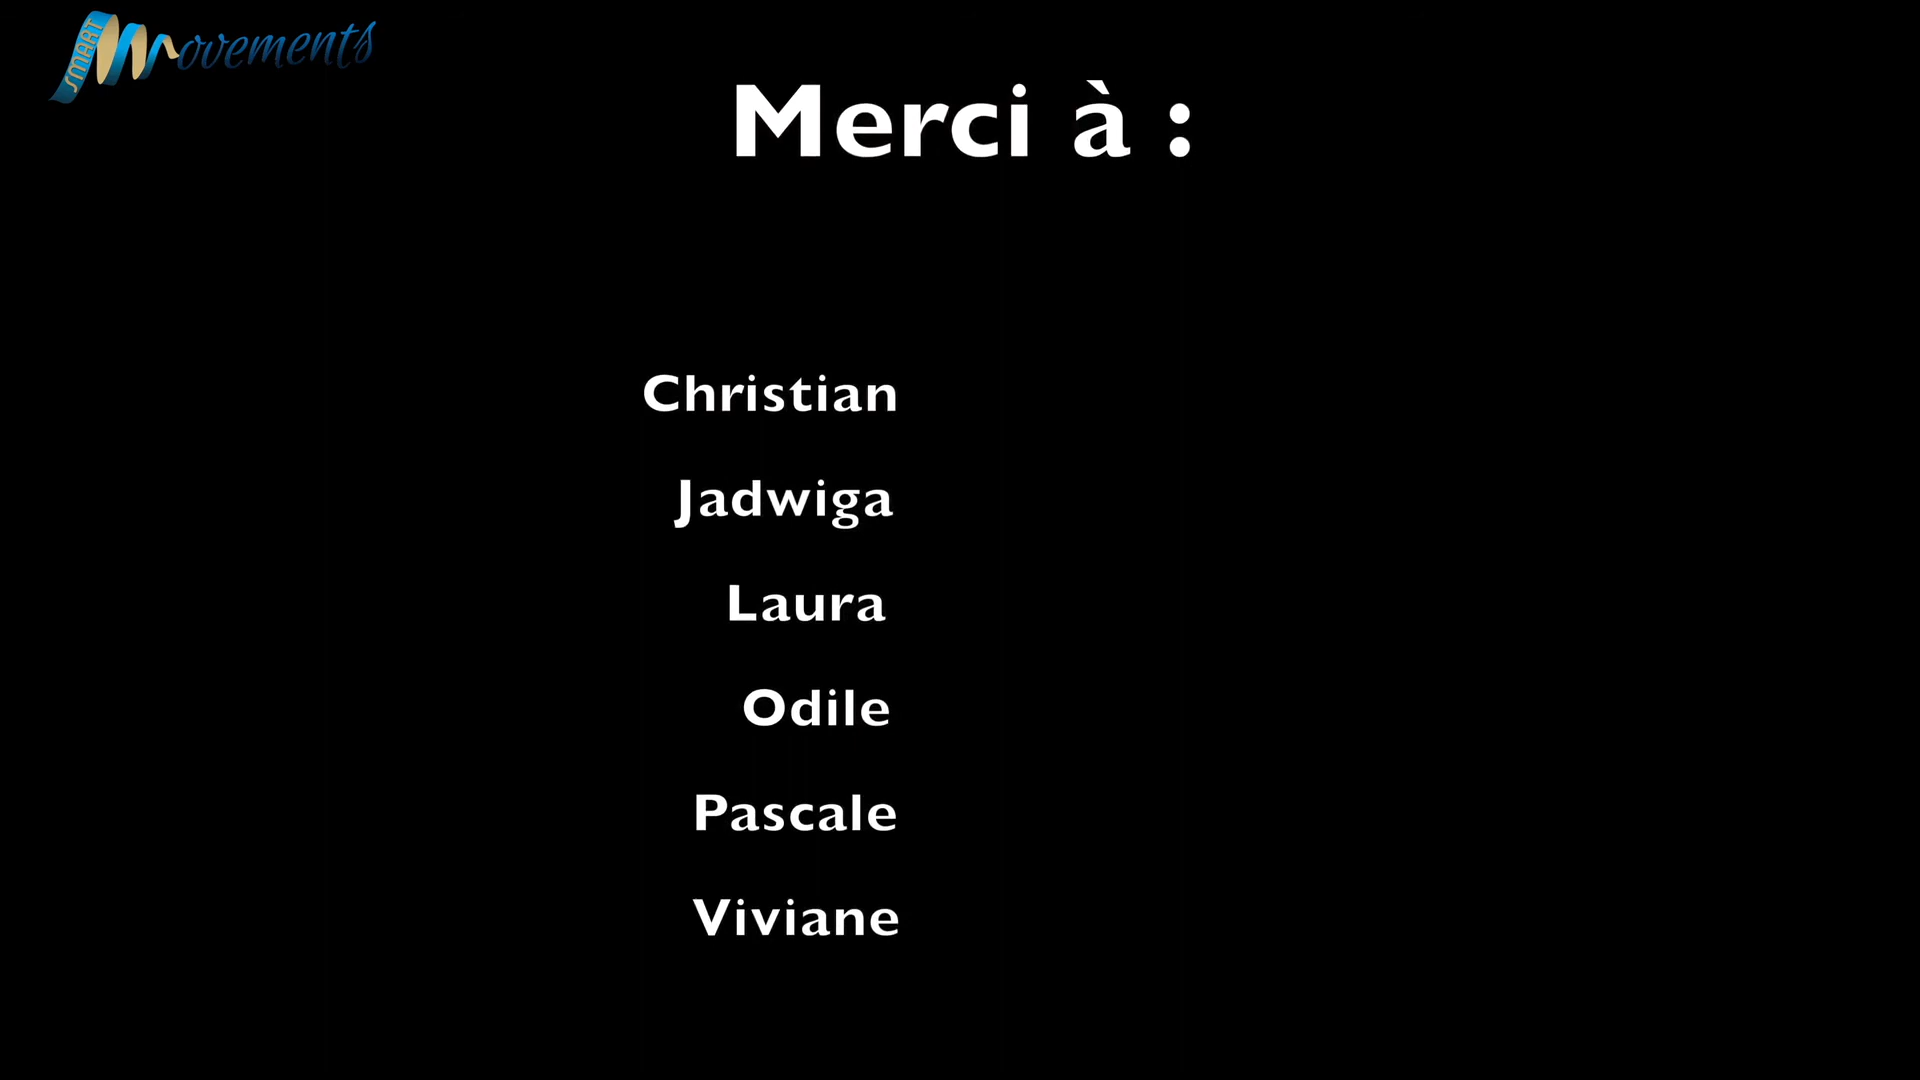 SMART Movements
Merci à :
Christian
Jadwiga
Laura
Odile
Pascale
Viviane